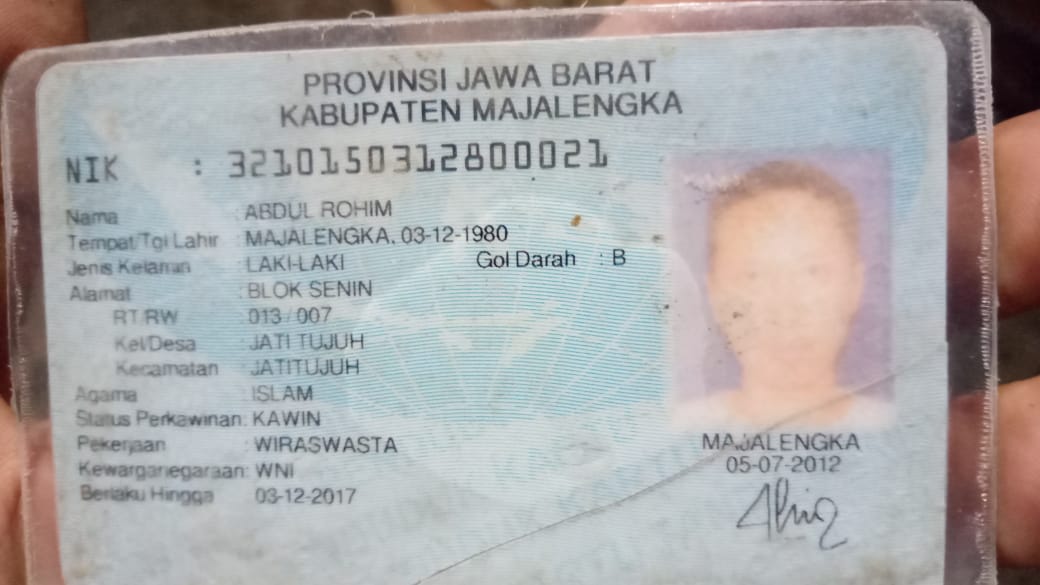 PROVINSI JAWA BARAT
KABUPATEN MAJALENGKA
NIK : 3210150312800021
Nama : ABDUL ROHIM
Tempat/Tgl Lahir : MAJALENGKA, 03-12-1980
Jenis Kelamin : LAKI-LAKI Gol Darah : B
Alamat : BLOK SENIN
RT/RW : 013/007
Kel/Desa : JATI TUJUH
Kecamatan : JATITUJUH
Agama : ISLAM
Status Perkawinan: KAWIN
Pekerjaan : WIRASWASTA
Kewarganegaraan: WNI
Berlaku Hingga : 03-12-2017
MAJALENGKA
05-07-2012